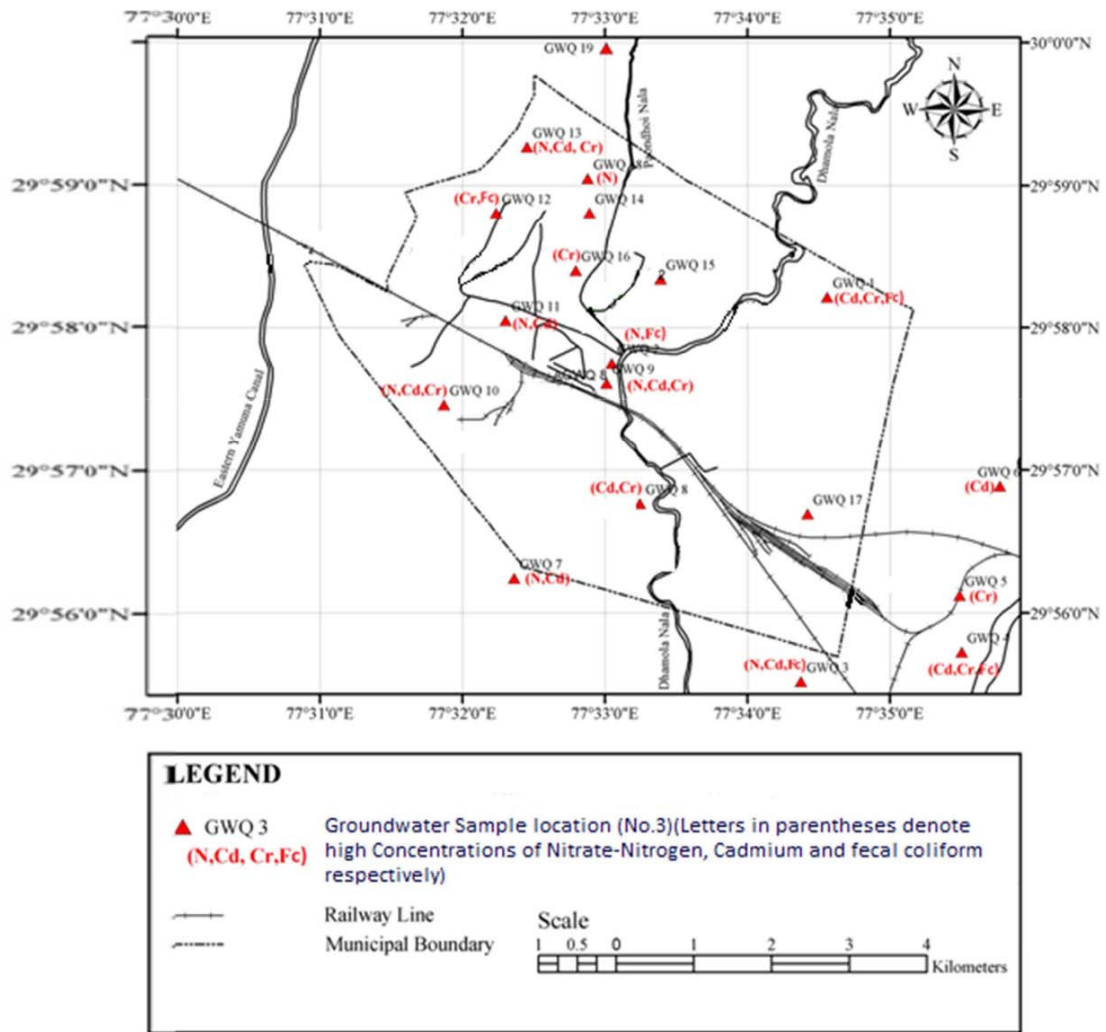 77°30'0"E 77°31'0"E 77°32'0"E 77°33'0"E 77°34'0"E 77°35'0"E
30°0'0"N
GWQ 19
N
W E
S
Poondhoi Nala
Dhamola Nala
GWQ 13
(N,Cd, Cr)
29°59'0"N 29°59'0"N
(N)
(Cr,Fc) GWQ 12
GWQ 14
(Cr) GWQ 16
GWQ 15
GWQ 1
(Cd,Cr,Fc)
GWQ 11
(N,Cd)
29°58'0"N 29°58'0"N
(N,Fc)
GWQ 9
(N,Cd,Cr)
(N,Cd,Cr) GWQ 10
Eastern Yamuna Canal
29°57'0"N 29°57'0"N
GWQ 6
(Cd)
(Cd,Cr) GWQ 8
GWQ 17
GWQ 7
(N,Cd)
GWQ 5
(Cr)
29°56'0"N 29°56'0"N
Dhamola Nala
GWQ 4
(Cd,Cr,Fc)
(N,Cd,Fc) GWQ 3
77°30'0"E 77°31'0"E 77°32'0"E 77°33'0"E 77°34'0"E 77°35'0"E
LEGEND
GWQ 3
(N,Cd, Cr,Fc)
Groundwater Sample location (No.3)(Letters in parentheses denote
high Concentrations of Nitrate-Nitrogen, Cadmium and fecal coliform
respectively)
Railway Line
Municipal Boundary
Scale
1 0.5 0 1 2 3 4
Kilometers